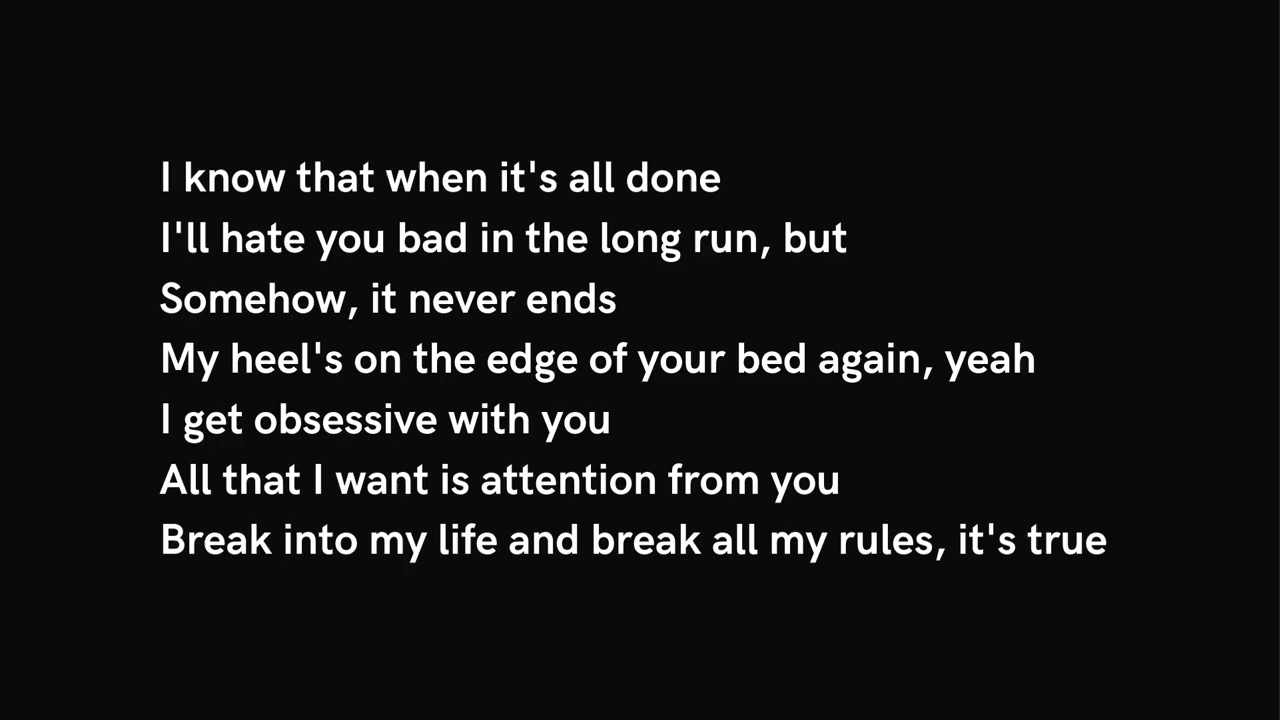 I know that when it's all done
I'll hate you bad in the long run, but
Somehow, it never ends
My heel's on the edge of your bed again, yeah
I get obsessive with you
All that I want is attention from you
Break into my life and break all my rules, it's true